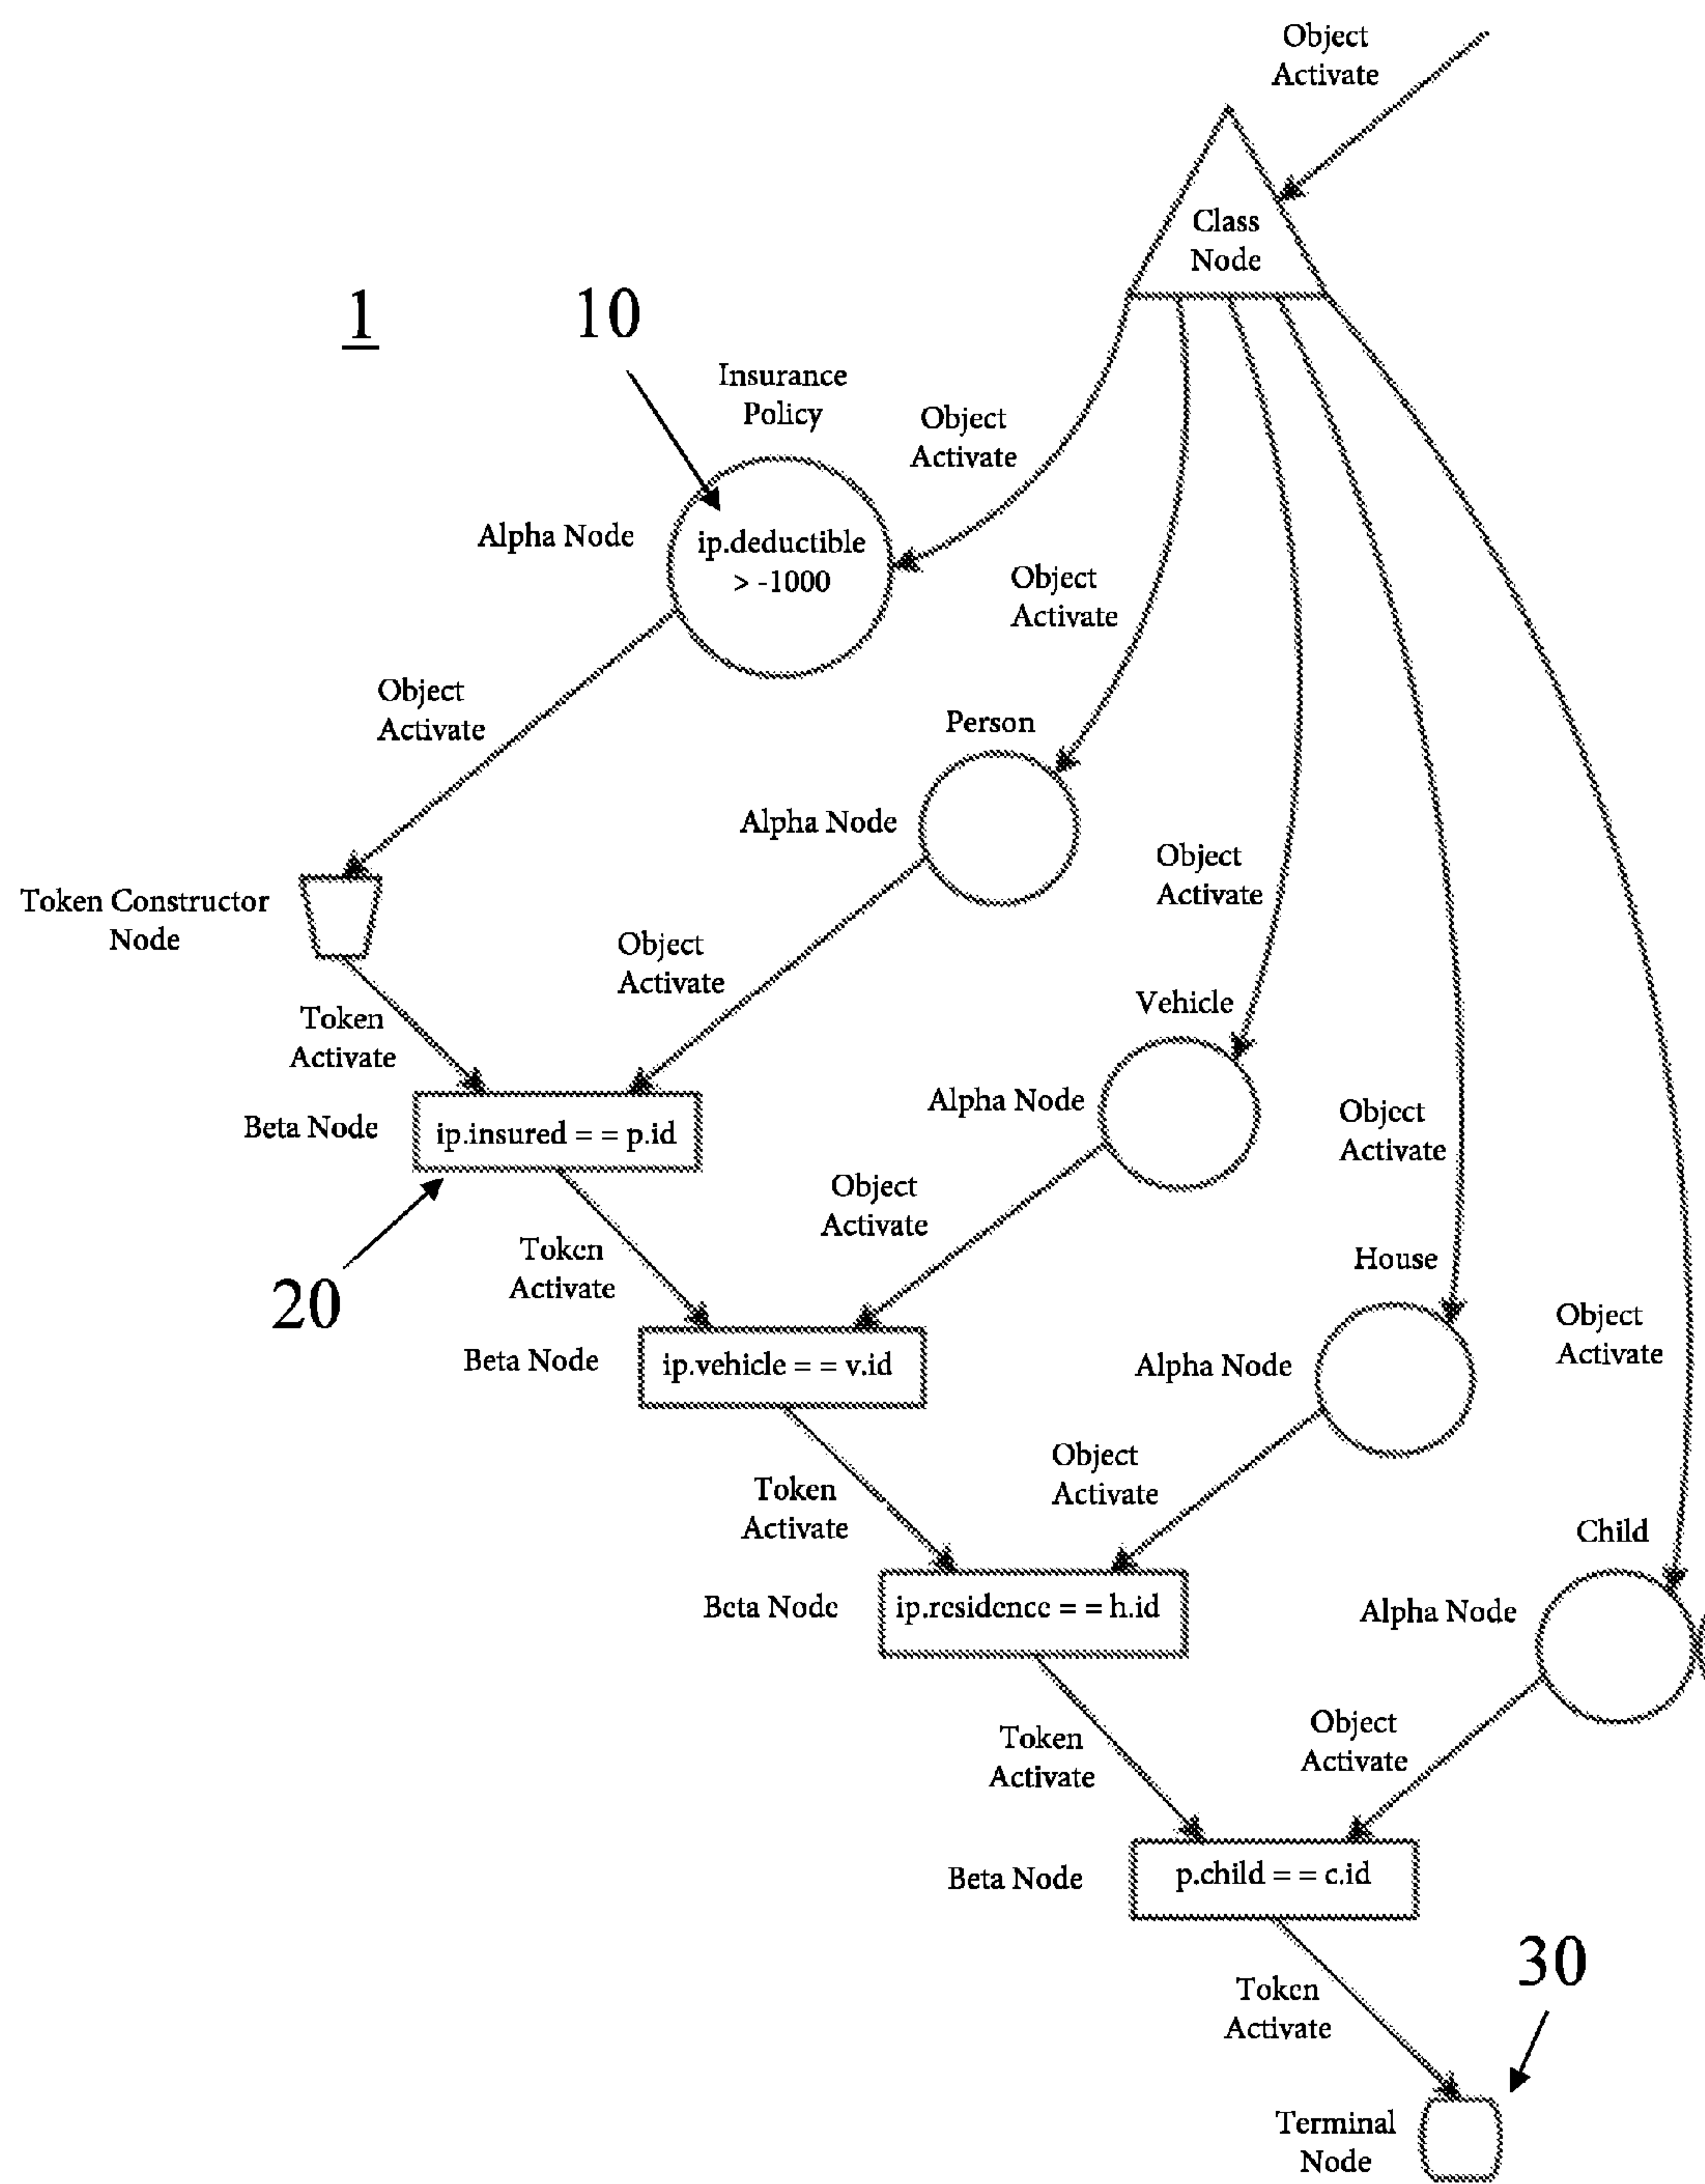 Object
Activate
Class
Node
1
10
Insurance
Policy
Object
Activate
Alpha Node
ip.deductible
> -1000
Object
Activate
Object
Activate
Person
Alpha Node
Object
Activate
Token Constructor
Node
Object
Activate
Vehicle
Token
Activate
Alpha Node
Object
Activate
Beta Node
ip.insured = = p.id
Object
Activate
20
Token
Activate
House
Object
Activate
Beta Node
ip.vehicle = = v.id
Alpha Node
Object
Activate
Token
Activate
Child
Beta Node
ip.residence = = h.id
Alpha Node
Token
Activate
Object
Activate
Beta Node
p.child = = c.id
30
Token
Activate
Terminal
Node